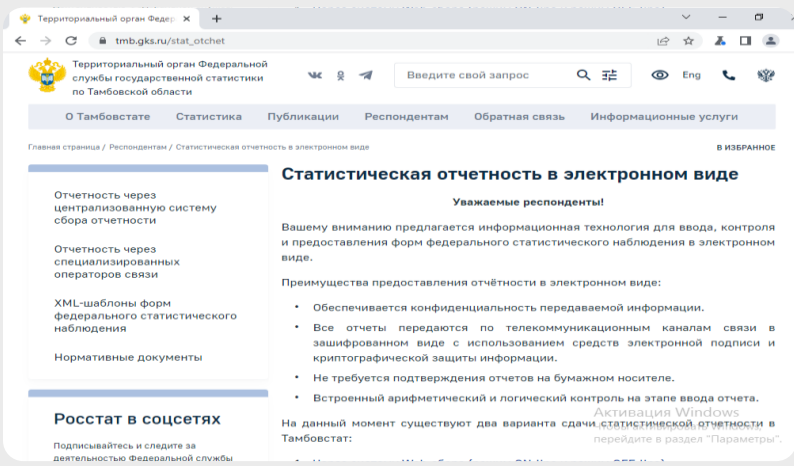 Территориальный орган Федер
tmb.gks.ru/stat_otchet
Территориальный орган Федеральной
службы государственной статистики
по Тамбовской области
Введите свой запрос
Eng
О Тамбовстате Статистика Публикации Респондентам Обратная связь Информационные услуги
Главная страница / Респондентам / Статистическая отчетность в электронном виде
В ИЗБРАННОЕ
Отчетность через
централизованную систему
сбора отчетности
Отчетность через
специализированных
операторов связи
XML-шаблоны форм
федерального статистического
наблюдения
Нормативные документы
Росстат в соцсетях
Подписывайтесь и следите за
деятельностью Федеральной службы
Статистическая отчетность в электронном виде
Уважаемые респонденты!
Вашему вниманию предлагается информационная технология для ввода, контроля
и предоставления форм федерального статистического наблюдения в электронном
виде.
Преимущества предоставления отчётности в электронном виде:
• Обеспечивается конфиденциальность передаваемой информации.
• Все отчеты передаются по телекоммуникационным каналам связи в
зашифрованном виде с использованием средств электронной подписи и
криптографической защиты информации.
• Не требуется подтверждения отчетов на бумажном носителе.
• Встроенный арифметический и логический контроль на этапе ввода отчета.
На данный момент существуют два варианта сдачи статистической отчетности в
Тамбовстат:
Активация Windows
Чтобы активировать Windows,
перейдите в раздел "Параметры".